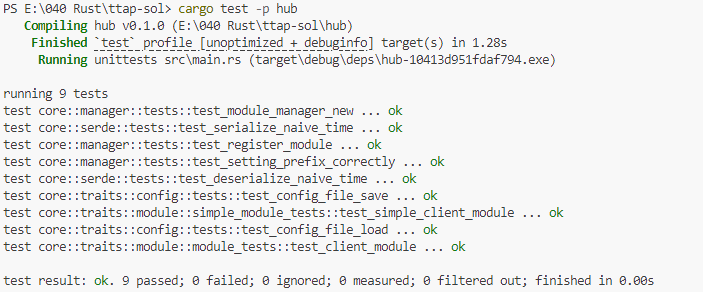 PS E:\040 Rust\ttap-sol> cargo test -p hub
   Compiling hub v0.1.0 (E:\040 Rust\ttap-sol\hub)
    Finished `test` profile [unoptimized + debuginfo] target(s) in 1.28s
     Running unittests src\main.rs (target\debug\deps\hub-10413d951fdaf794.exe)

running 9 tests
test core::manager::tests::test_module_manager_new ... ok
test core::serde::tests::test_serialize_naive_time ... ok
test core::manager::tests::test_register_module ... ok
test core::manager::tests::test_setting_prefix_correctly ... ok
test core::serde::tests::test_deserialize_naive_time ... ok
test core::traits::config::tests::test_config_file_save ... ok
test core::traits::module::simple_module_tests::test_simple_client_module ... ok
test core::traits::config::tests::test_config_file_load ... ok
test core::traits::module::module_tests::test_client_module ... ok

test result: ok. 9 passed; 0 failed; 0 ignored; 0 measured; 0 filtered out; finished in 0.00s